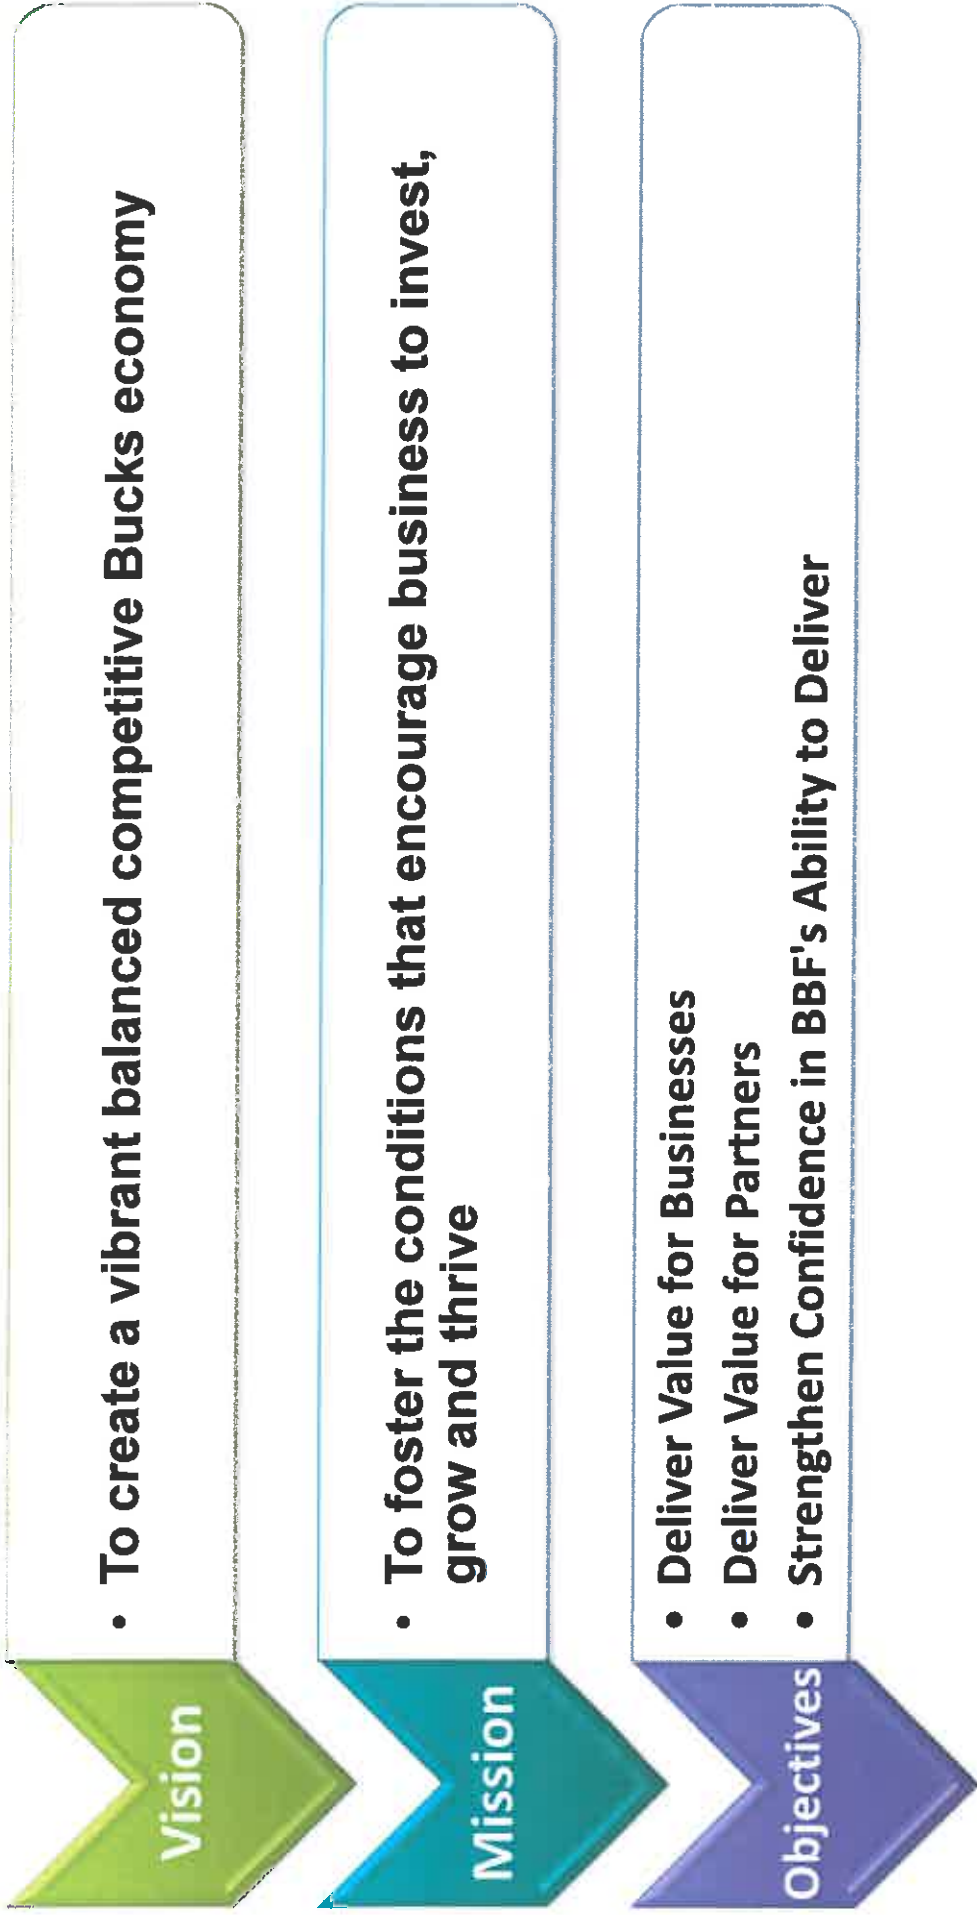 Vision
• To create a vibrant balanced competitive Bucks economy
Mission
• To foster the conditions that encourage business to invest,
grow and thrive
Objectives
• Deliver Value for Businesses
• Deliver Value for Partners
• Strengthen Confidence in BBF's Ability to Deliver